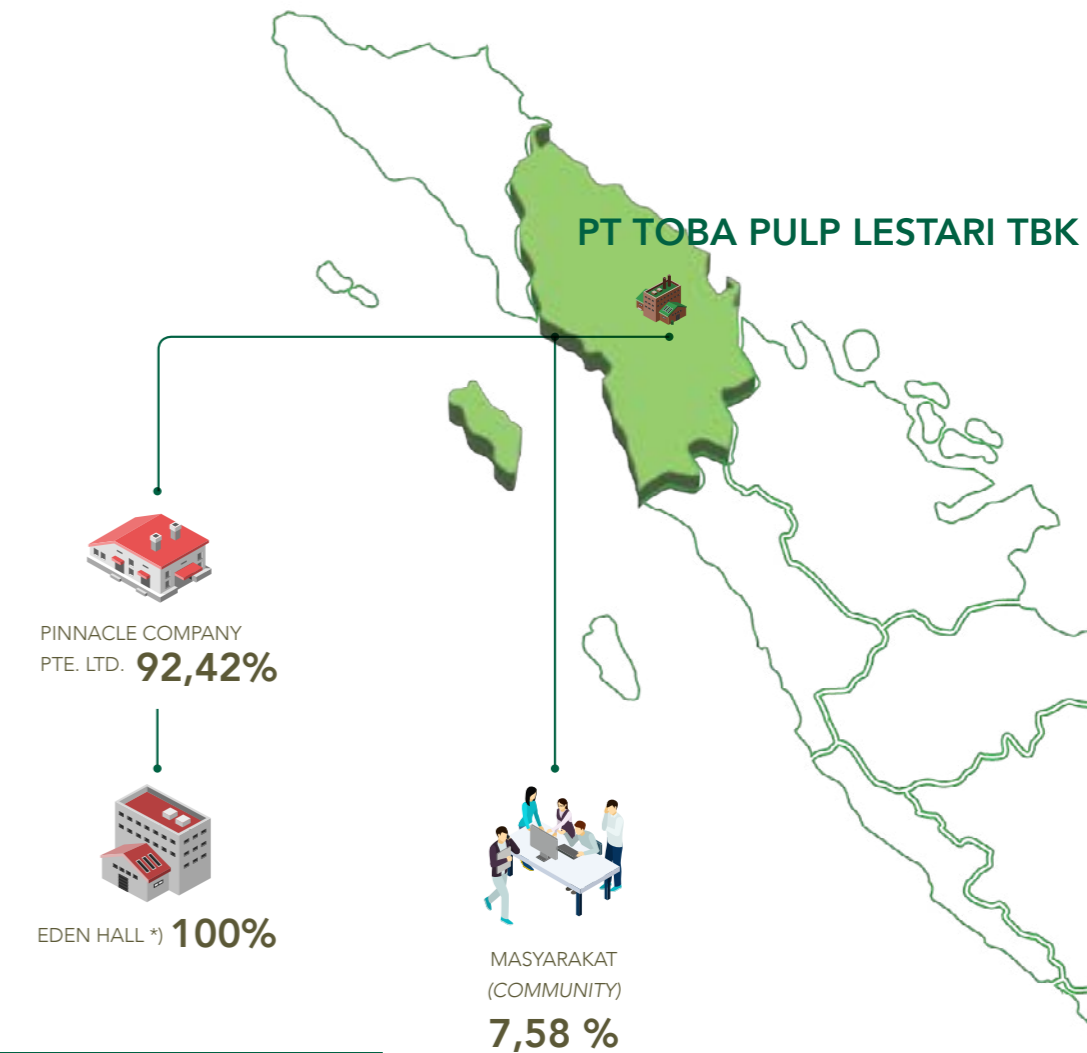 PT TOBA PULP LESTARI TBK
PINNACLE COMPANY
PTE. LTD. 92,42%
EDEN HALL *) 100%
MASYARAKAT
(COMMUNITY)
7,58 %